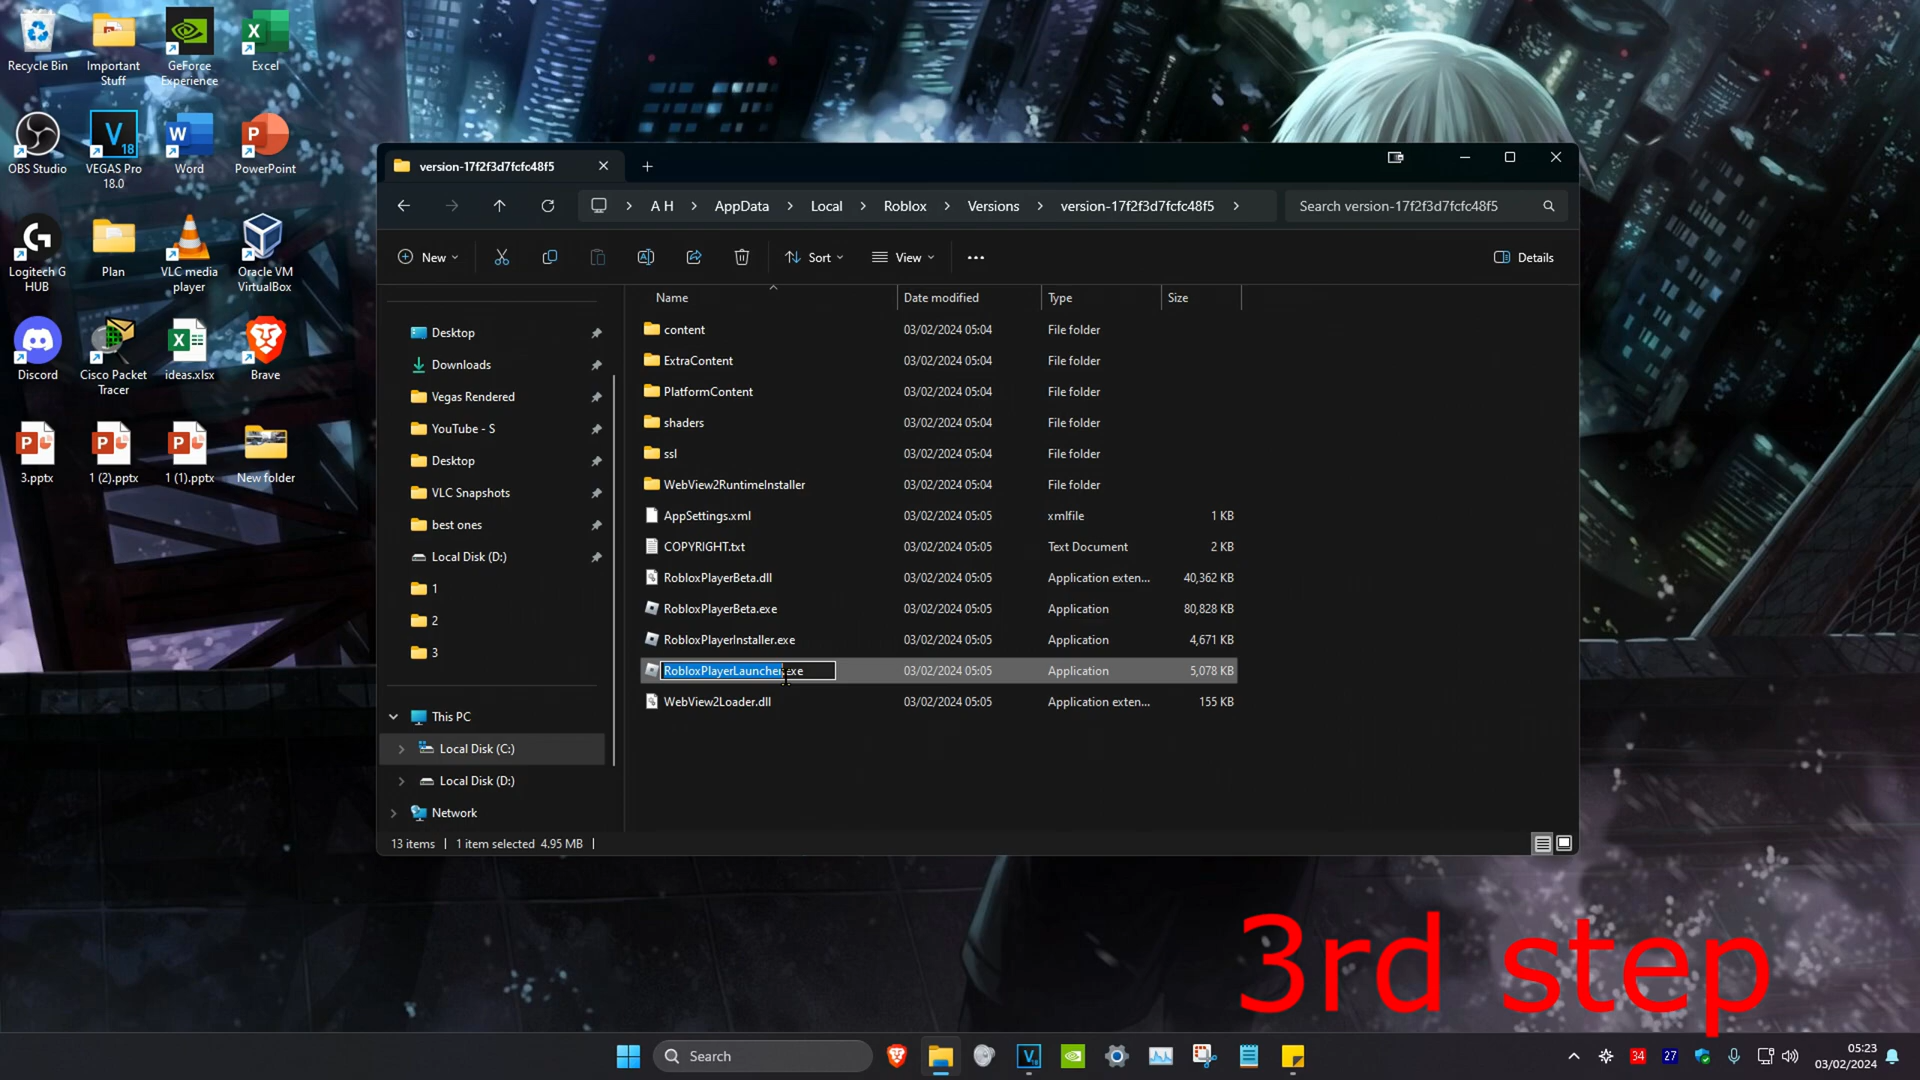 Recycle Bin
Important Stuff
GeForce Experience
Excel
OBS Studio
VEGAS Pro 18.0
Word
PowerPoint
Logitech G HUB
Plan
VLC media player
Oracle VM VirtualBox
Discord
Cisco Packet Tracer
ideas.xlsx
Brave
3.pptx
1 (2).pptx
1 (1).pptx
New folder
version-17f2f3d7fcfc48f5
A H > AppData > Local > Roblox > Versions > version-17f2f3d7fcfc48f5 >
Search version-17f2f3d7fcfc48f5
New
Sort
View
Details
Desktop
Downloads
Vegas Rendered
YouTube - S
Desktop
VLC Snapshots
best ones
Local Disk (D:)
1
2
3
This PC
Local Disk (C:)
Local Disk (D:)
Network
Name Date modified Type Size
content 03/02/2024 05:04 File folder
ExtraContent 03/02/2024 05:04 File folder
PlatformContent 03/02/2024 05:04 File folder
shaders 03/02/2024 05:04 File folder
ssl 03/02/2024 05:04 File folder
WebView2RuntimeInstaller 03/02/2024 05:04 File folder
AppSettings.xml 03/02/2024 05:05 xmlfile 1 KB
COPYRIGHT.txt 03/02/2024 05:05 Text Document 2 KB
RobloxPlayerBeta.dll 03/02/2024 05:05 Application exten... 40,362 KB
RobloxPlayerBeta.exe 03/02/2024 05:05 Application 80,828 KB
RobloxPlayerInstaller.exe 03/02/2024 05:05 Application 4,671 KB
RobloxPlayerLauncher.exe 03/02/2024 05:05 Application 5,078 KB
WebView2Loader.dll 03/02/2024 05:05 Application exten... 155 KB
13 items | 1 item selected 4.95 MB |
3rd step
Search
34
27
05:23
03/02/2024